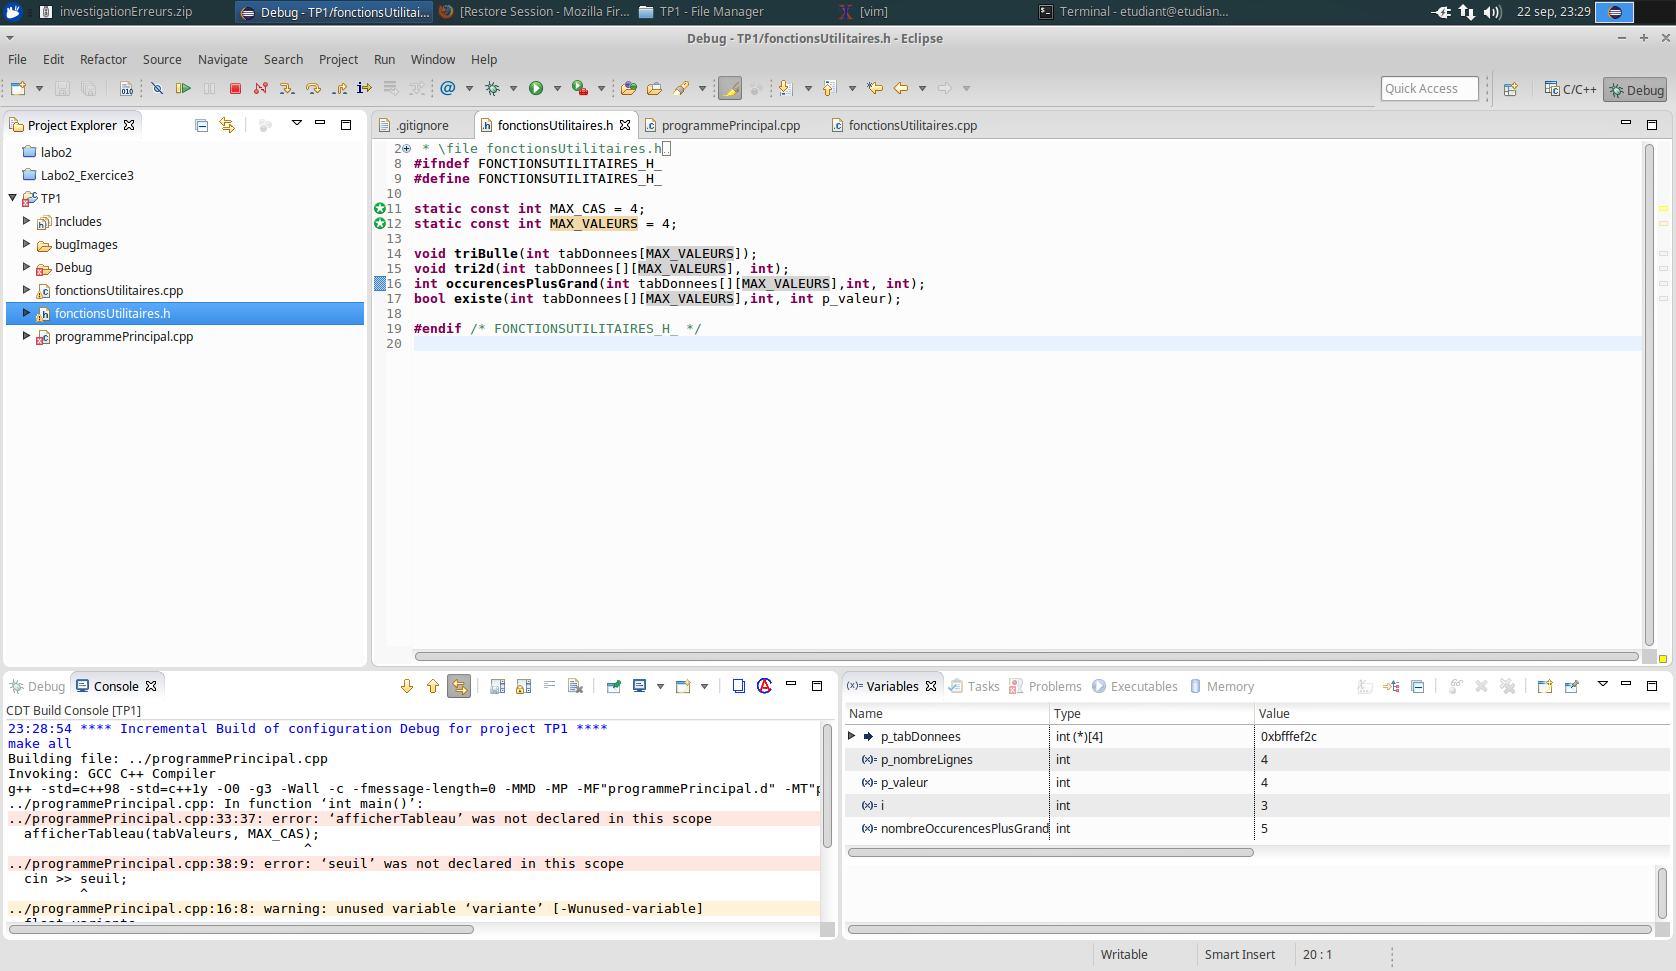 investigationErreurs.zip
Debug - TP1/fonctionsUtilitai...
[Restore Session - Mozilla Fir...
TP1 - File Manager
[vim]
Terminal - etudiant@etudian...
22 sep, 23:29
Debug - TP1/fonctionsUtilitaires.h - Eclipse
File Edit Refactor Source Navigate Search Project Run Window Help
Quick Access
C/C++
Debug
Project Explorer
labo2
Labo2_Exercice3
TP1
Includes
bugImages
Debug
fonctionsUtilitaires.cpp
fonctionsUtilitaires.h
programmePrincipal.cpp
.gitignore
fonctionsUtilitaires.h
programmePrincipal.cpp
fonctionsUtilitaires.cpp
2 * \file fonctionsUtilitaires.h
8 #ifndef FONCTIONSUTILITAIRES_H_
9 #define FONCTIONSUTILITAIRES_H_
10
11 static const int MAX_CAS = 4;
12 static const int MAX_VALEURS = 4;
13
14 void triBulle(int tabDonnees[MAX_VALEURS]);
15 void tri2d(int tabDonnees[][MAX_VALEURS], int);
16 int occurencesPlusGrand(int tabDonnees[][MAX_VALEURS],int, int);
17 bool existe(int tabDonnees[][MAX_VALEURS],int, int p_valeur);
18
19 #endif /* FONCTIONSUTILITAIRES_H_ */
20
Debug
Console
CDT Build Console [TP1]
23:28:54 **** Incremental Build of configuration Debug for project TP1 ****
make all
Building file: ../programmePrincipal.cpp
Invoking: GCC C++ Compiler
g++ -std=c++98 -std=c++1y -O0 -g3 -Wall -c -fmessage-length=0 -MMD -MP -MF"programmePrincipal.d" -MT"p
../programmePrincipal.cpp: In function ‘int main()’:
../programmePrincipal.cpp:33:37: error: ‘afficherTableau’ was not declared in this scope
afficherTableau(tabValeurs, MAX_CAS);
^
../programmePrincipal.cpp:38:9: error: ‘seuil’ was not declared in this scope
cin >> seuil;
^
../programmePrincipal.cpp:16:8: warning: unused variable ‘variante’ [-Wunused-variable]
Variables
Tasks
Problems
Executables
Memory
Name Type Value
p_tabDonnees int (*)[4] 0xbfffef2c
p_nombreLignes int 4
p_valeur int 4
i int 3
nombreOccurencesPlusGrand int 5
Writable
Smart Insert
20 : 1